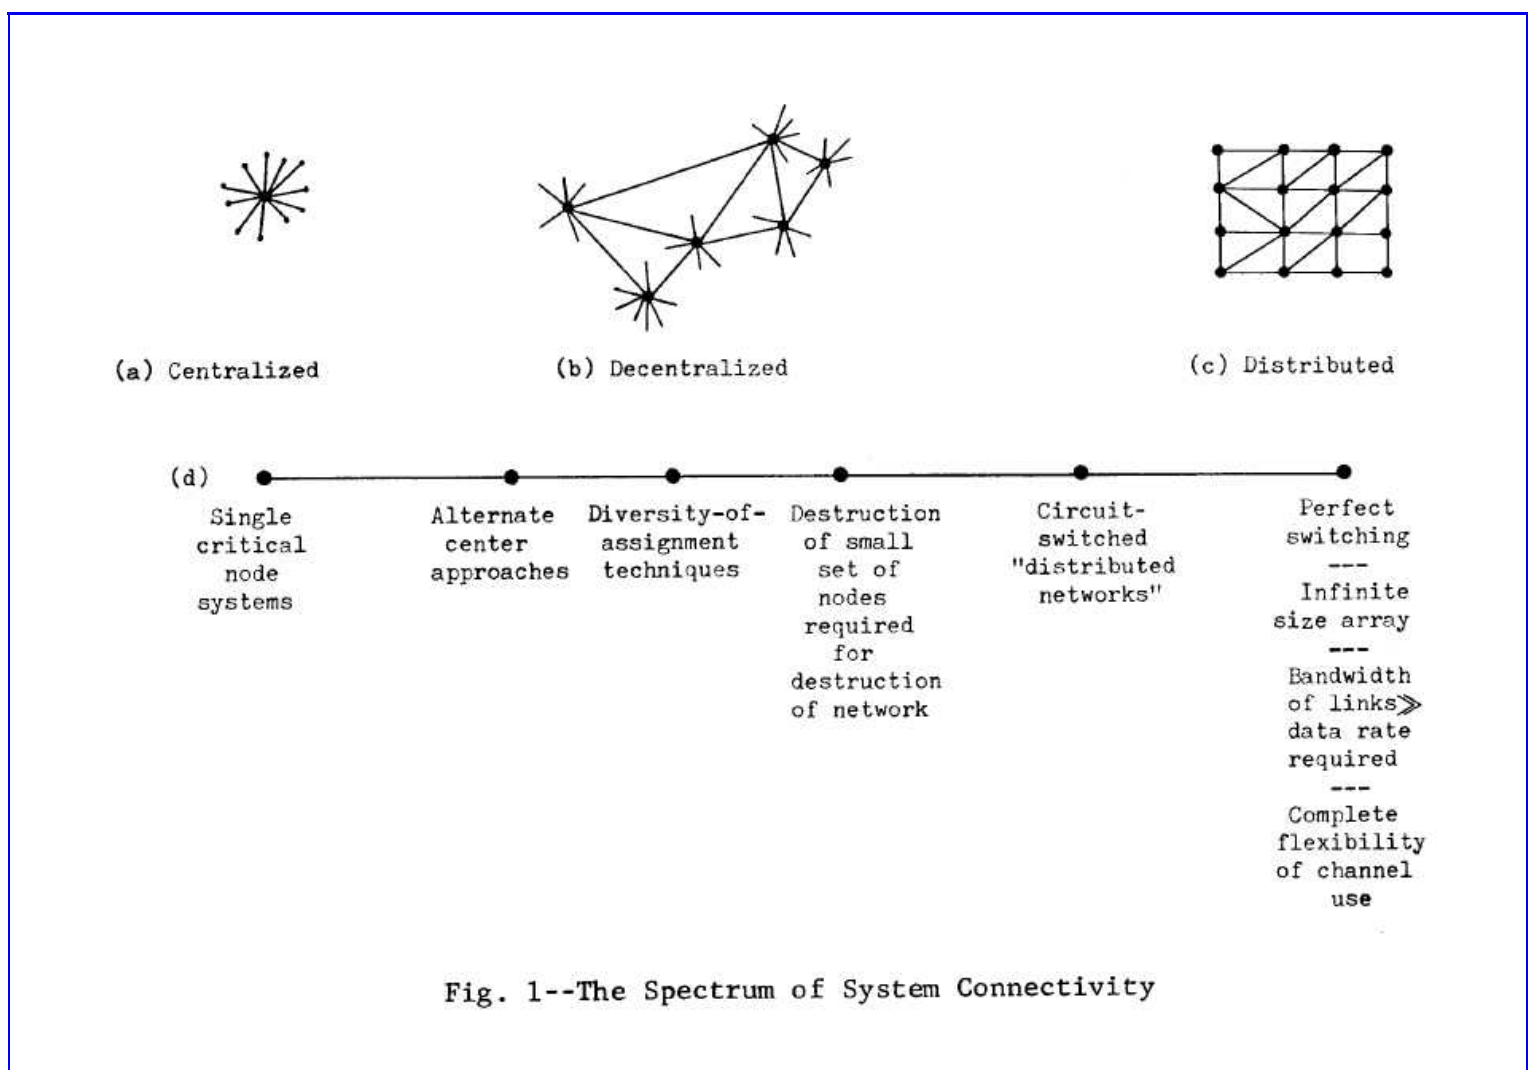 (a) Centralized
(b) Decentralized
(c) Distributed
(d)
Single
critical
node
systems
Alternate
center
approaches
Diversity-of-
assignment
techniques
Destruction
of small
set of
nodes
required
for
destruction
of network
Circuit-
switched
"distributed
networks"
Perfect
switching
---
Infinite
size array
---
Bandwidth
of links≫
data rate
required
---
Complete
flexibility
of channel
use
Fig. 1--The Spectrum of System Connectivity